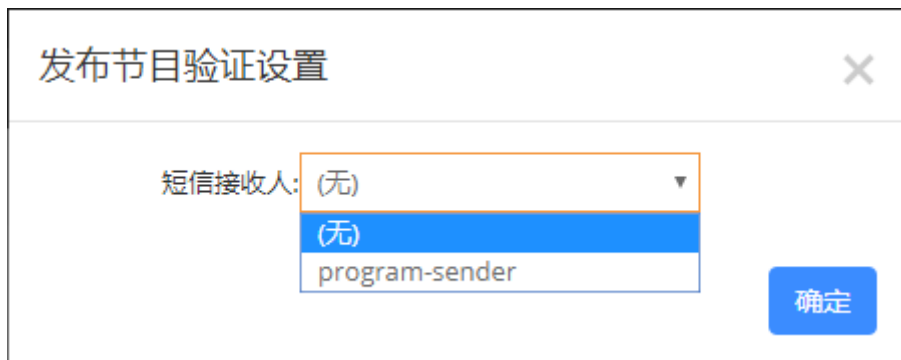 发布节目验证设置
短信接收人: (无)
(无)
program-sender
确定